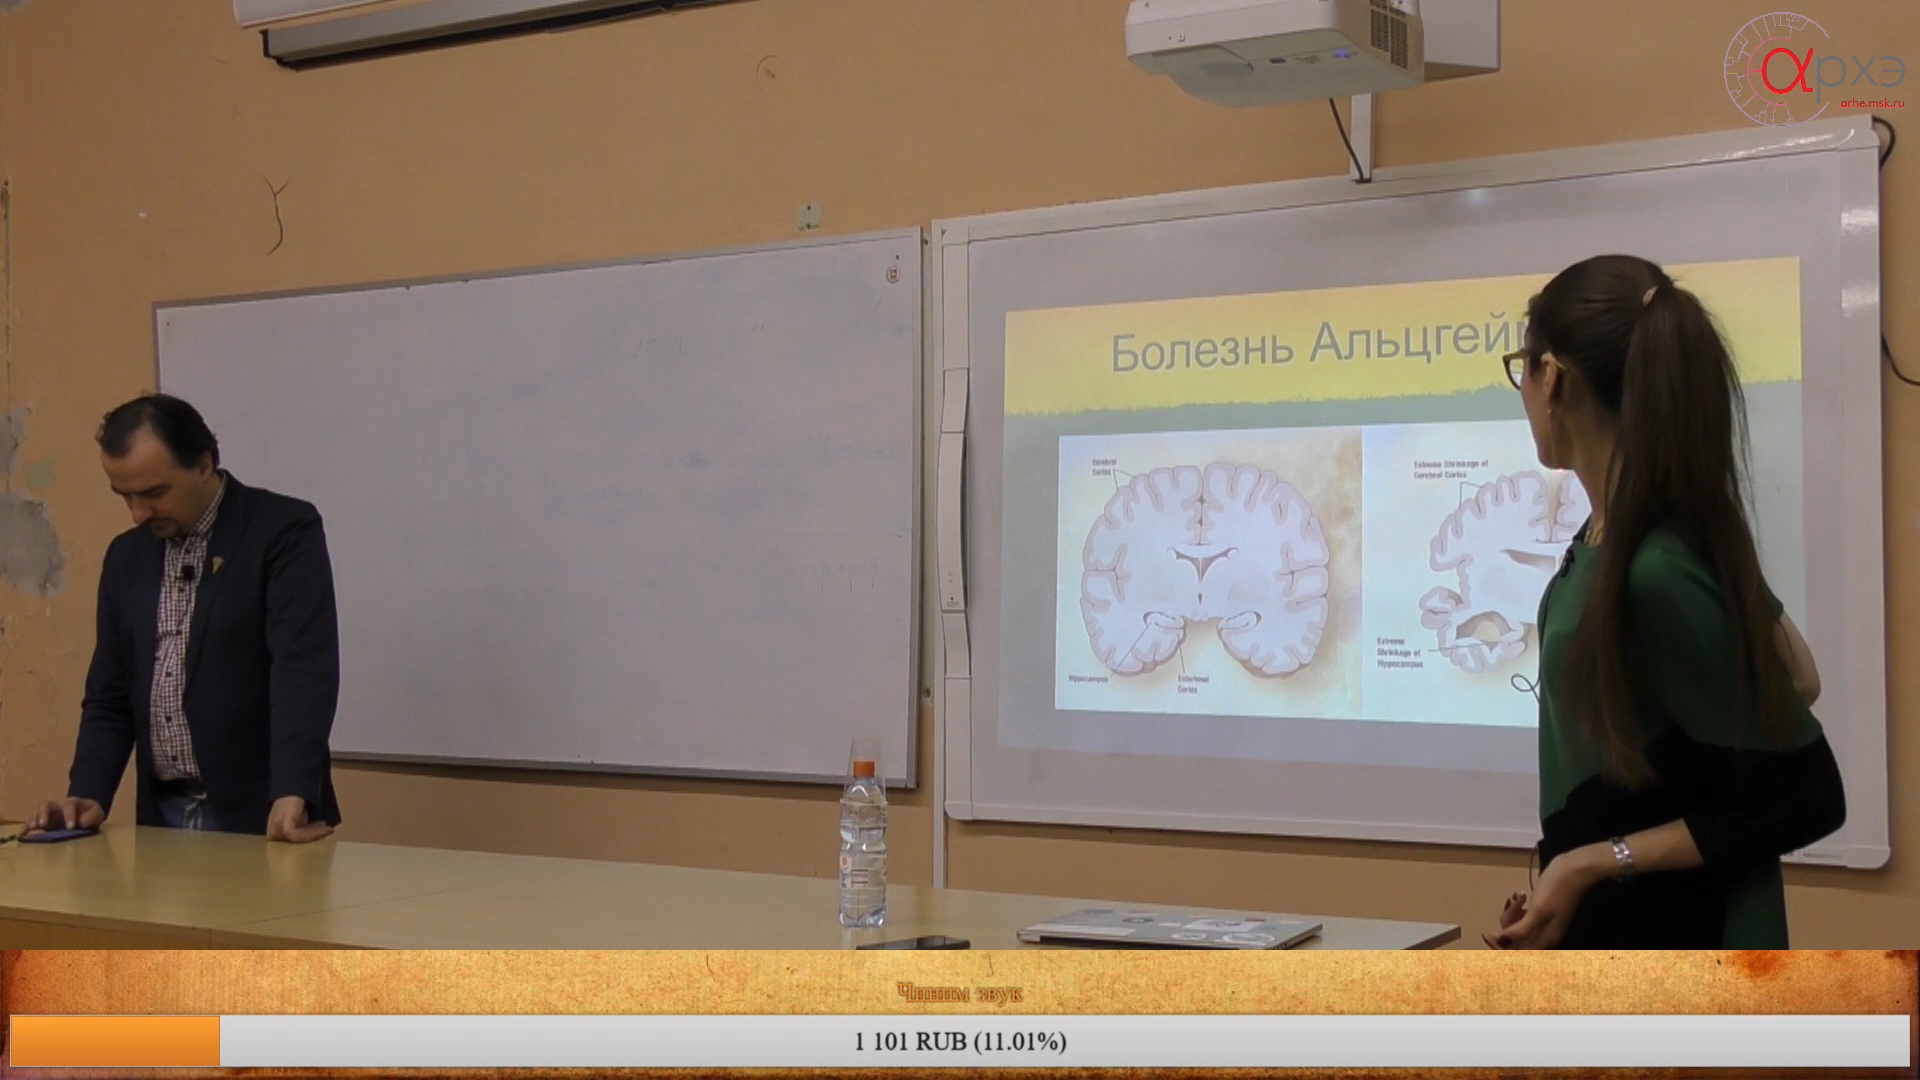 αрхэ
arhe.msk.ru
Болезнь Альцгейм
Cerebral
Cortex
Extreme Shrinkage of
Cerebral Cortex
Extreme
Shrinkage of
Hippocampus
Hippocampus
Entorhinal
Cortex
Чиним звук
1 101 RUB (11.01%)